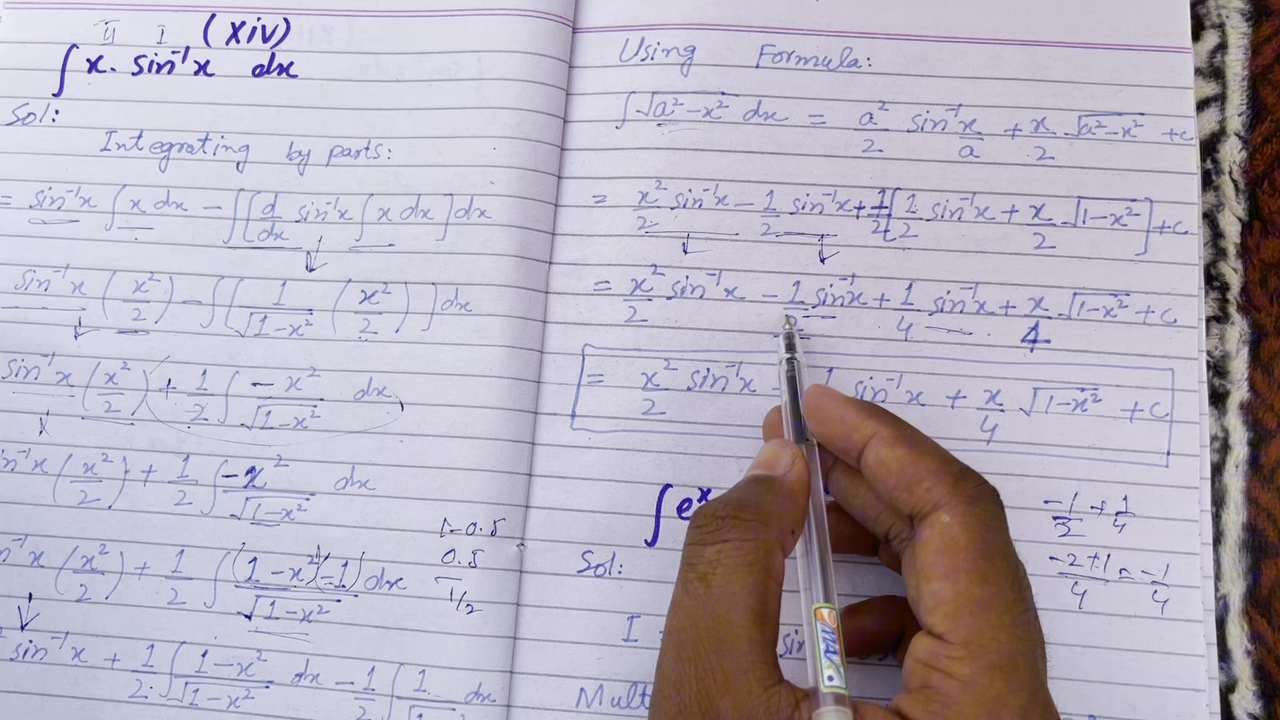 II I (Xiv)
∫ x. sin⁻¹x dx
Sol:
Integrating by parts:
= sin⁻¹x ∫ x dx − ∫[d/dx sin⁻¹x ∫ x dx] dx
sin⁻¹x (x²/2) − ∫[1/√(1−x²) (x²/2)] dx
sin⁻¹x (x²/2) + 1/2 ∫ −x²/√(1−x²) dx
in⁻¹x (x²/2) + 1/2 ∫ −x²/√(1−x²) dx
n⁻¹x (x²/2) + 1/2 ∫ (1−x²)(−1)/√(1−x²) dx
1−0.5
0.5
1/2
² sin⁻¹x + 1/2 ∫ 1−x²/√(1−x²) dx − 1/2 ∫ 1/√1 dx
Using Formula:
∫√(a²−x²) dx = a²/2 sin⁻¹x/a + x/2 √(a²−x²) + c
= x²/2 sin⁻¹x − 1/2 sin⁻¹x + 1/2[1/2 sin⁻¹x + x/2 √(1−x²)] + c
= x²/2 sin⁻¹x − 1/2 sin⁻¹x + 1/4 sin⁻¹x + x/4 √(1−x²) + c
= x²/2 sin⁻¹x − 1 sin⁻¹x + x/4 √(1−x²) + c
∫ eˣ
−1/2 + 1/4
−2+1/4 = −1/4
Sol:
I
sin
Mult
MAX